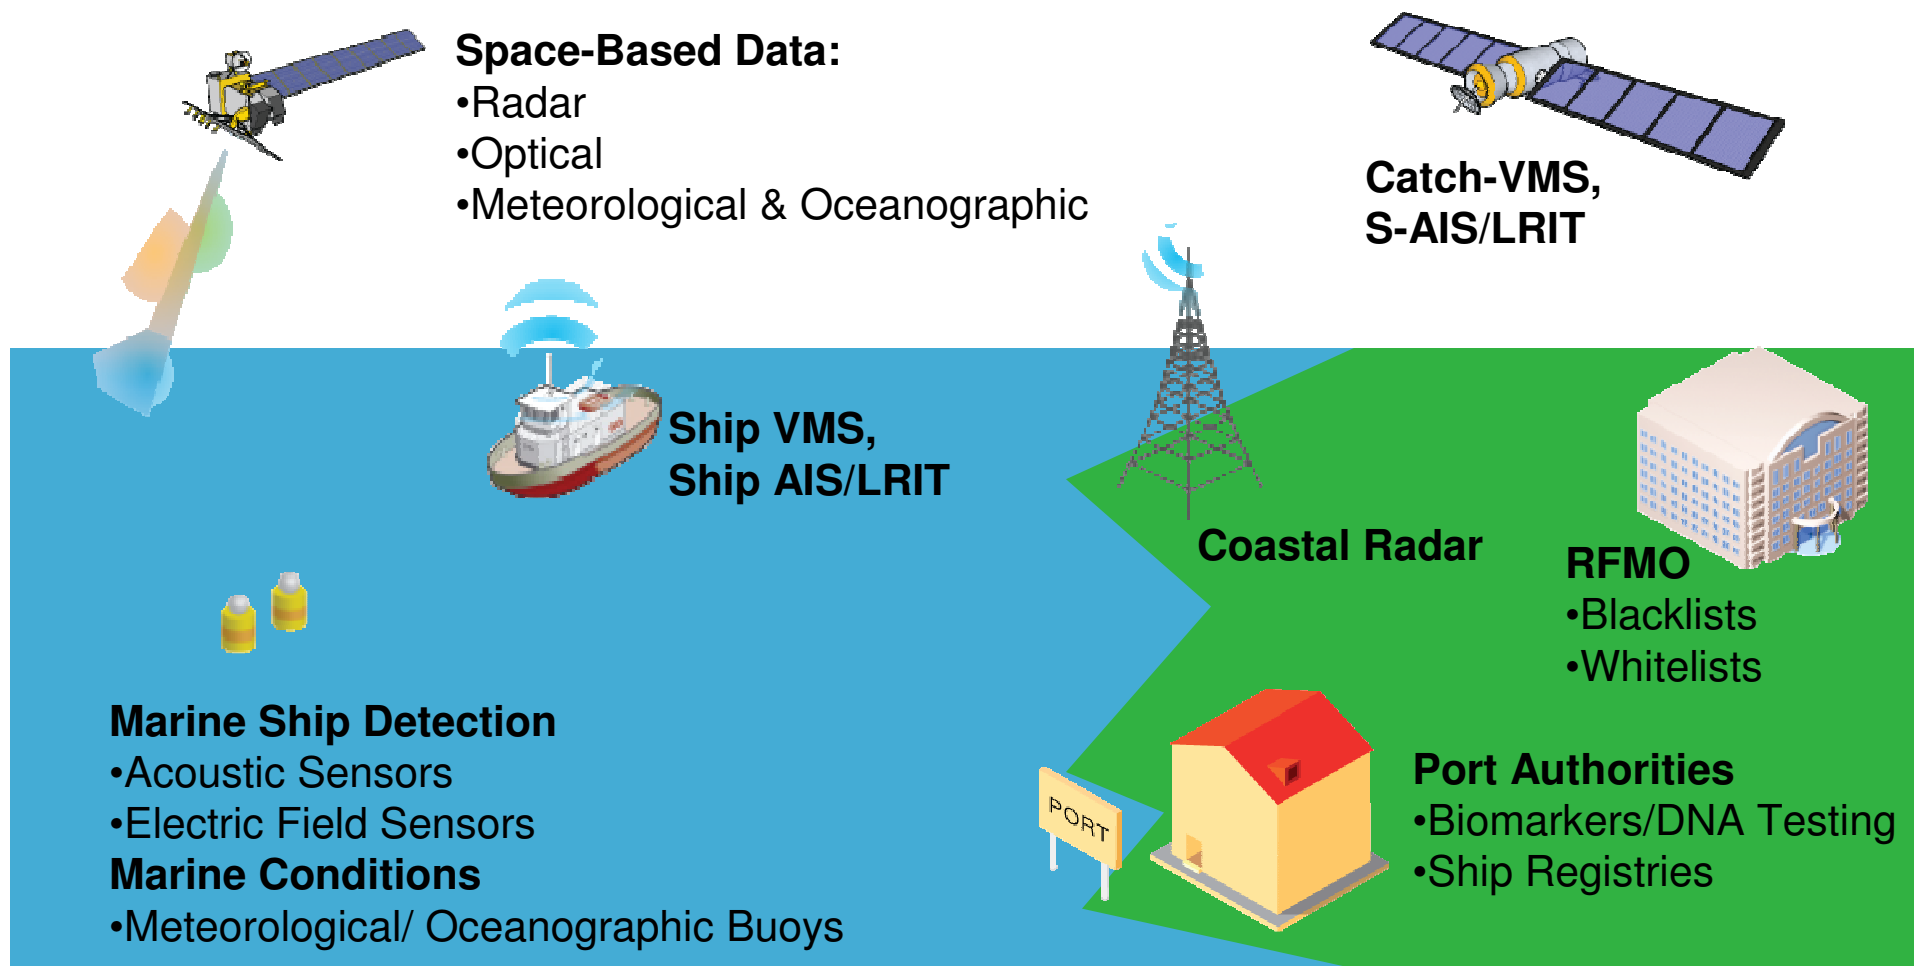 Space-Based Data:
•Radar
•Optical
•Meteorological & Oceanographic
Catch-VMS,
S-AIS/LRIT
Ship VMS,
Ship AIS/LRIT
Coastal Radar
RFMO
•Blacklists
•Whitelists
Marine Ship Detection
•Acoustic Sensors
•Electric Field Sensors
Marine Conditions
•Meteorological/ Oceanographic Buoys
PORT
Port Authorities
•Biomarkers/DNA Testing
•Ship Registries